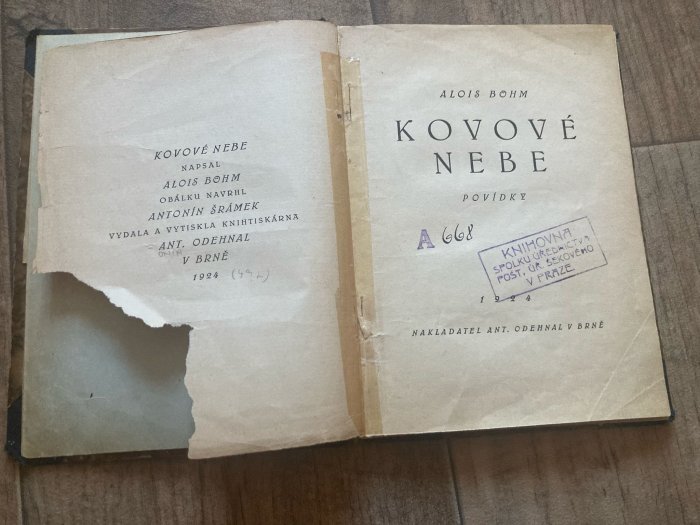 KOVOVÉ NEBE
NAPSAL
ALOIS BOHM
OBÁLKU NAVRHL
ANTONÍN ŠRÁMEK
VYDALA A VYTISKLA KNIHTISKÁRNA
ANT. ODEHNAL
V BRNĚ
1924
ALOIS BOHM
KOVOVÉ
NEBE
POVÍDKY
A 668
KNIHOVNA
SPOLKU ÚŘEDNICTVA
POŠT. ÚŘ. ŠEKOVÉHO
V PRAZE
1924
NAKLADATEL ANT. ODEHNAL V BRNĚ